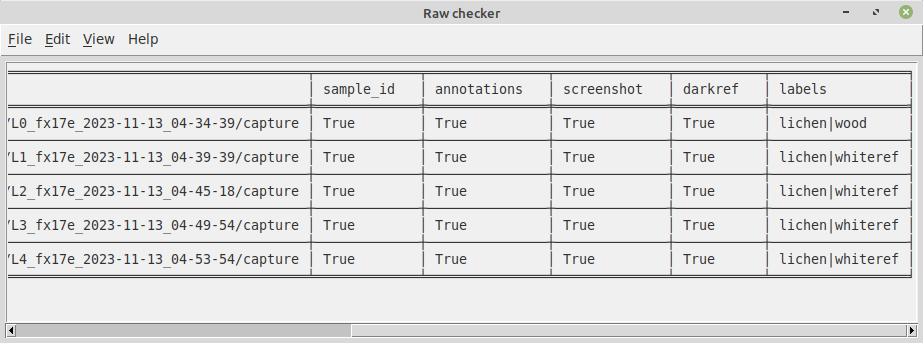 Raw checker
File Edit View Help
sample_id annotations screenshot darkref labels
/L0_fx17e_2023-11-13_04-34-39/capture True True True True lichen|wood
/L1_fx17e_2023-11-13_04-39-39/capture True True True True lichen|whiteref
/L2_fx17e_2023-11-13_04-45-18/capture True True True True lichen|whiteref
/L3_fx17e_2023-11-13_04-49-54/capture True True True True lichen|whiteref
/L4_fx17e_2023-11-13_04-53-54/capture True True True True lichen|whiteref